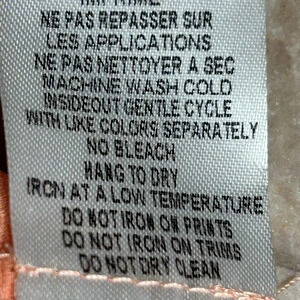 NE PAS REPASSER SUR
LES APPLICATIONS
NE PAS NETTOYER A SEC
MACHINE WASH COLD
INSIDEOUT GENTLE CYCLE
WITH LIKE COLORS SEPARATELY
NO BLEACH
HANG TO DRY
IRON AT A LOW TEMPERATURE
DO NOT IRON ON PRINTS
DO NOT IRON ON TRIMS
DO NOT DRY CLEAN